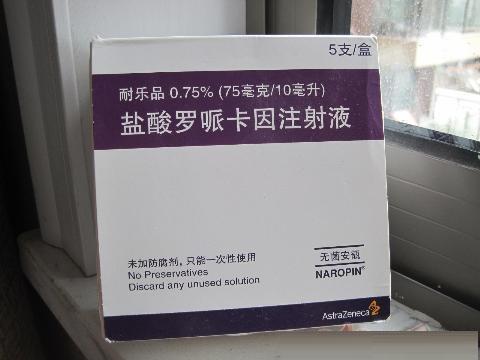 5支/盒
耐乐品 0.75% (75毫克/10毫升)
盐酸罗哌卡因注射液
未加防腐剂，只能一次性使用
No Preservatives
Discard any unused solution
无菌安瓿
NAROPIN®
AstraZeneca